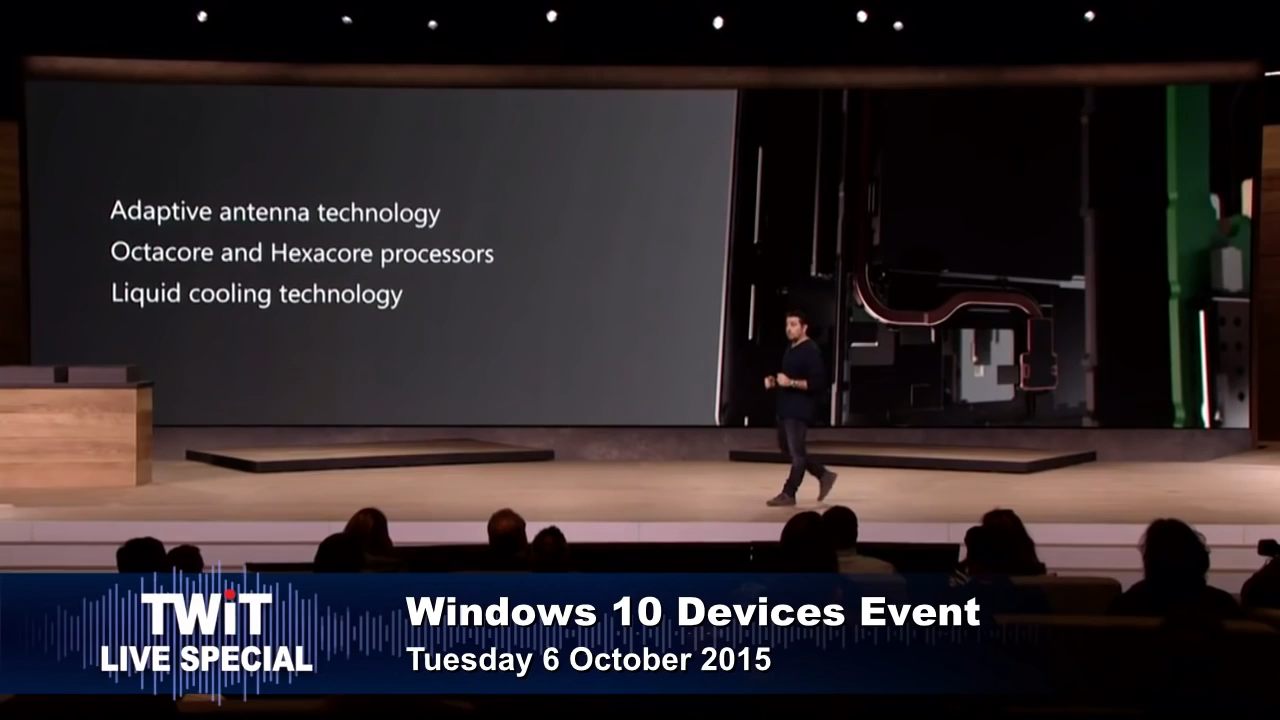 Adaptive antenna technology
Octacore and Hexacore processors
Liquid cooling technology
TWiT
LIVE SPECIAL
Windows 10 Devices Event
Tuesday 6 October 2015